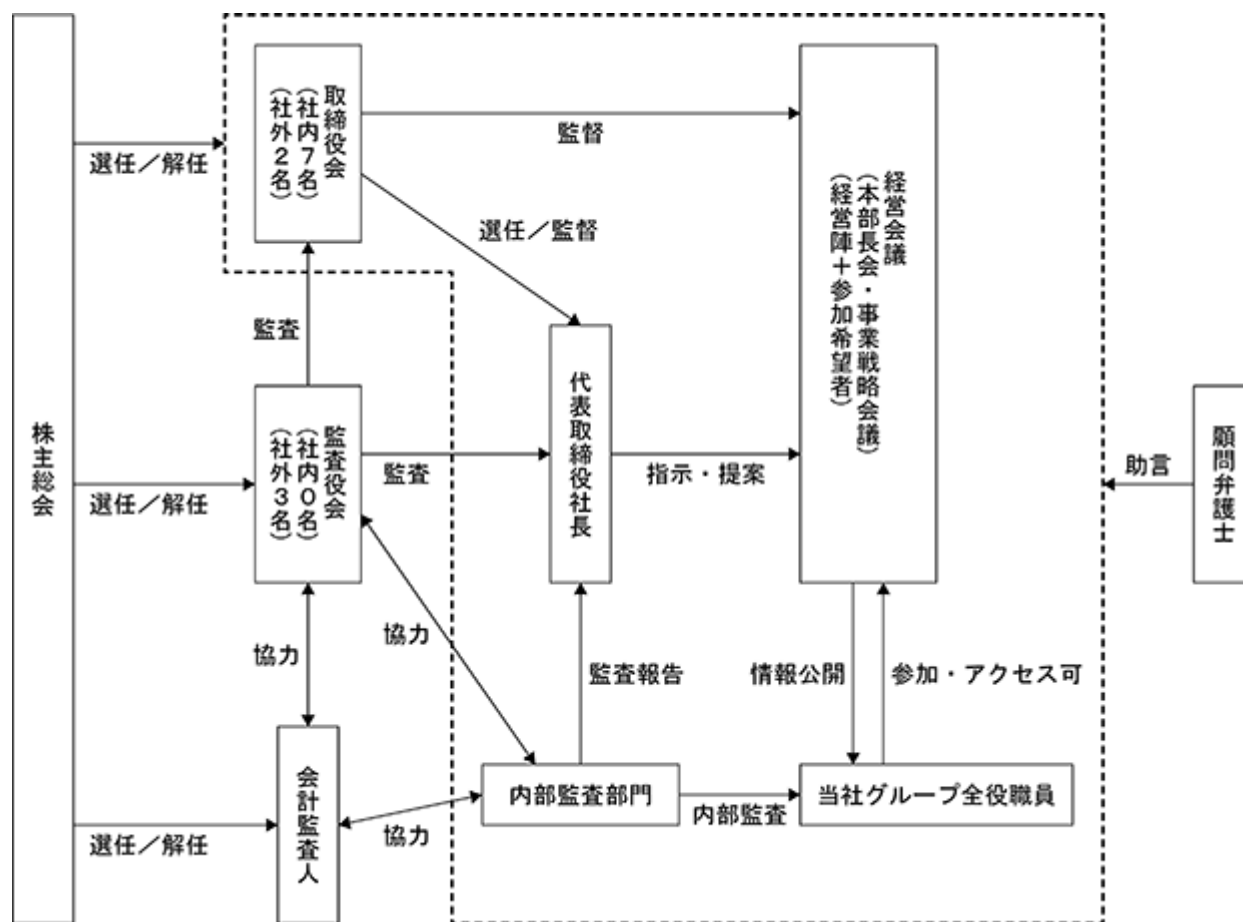 株主総会
選任／解任
取締役会
（社内７名）
（社外２名）
監督
選任／監督
経営会議
（本部長会・事業戦略会議）
（経営陣＋参加希望者）
監査
選任／解任
監査役会
（社内０名）
（社外３名）
監査
代表取締役社長
指示・提案
助言
顧問弁護士
協力
協力
監査報告
情報公開
参加・アクセス可
選任／解任
会計監査人
協力
内部監査部門
内部監査
当社グループ全役職員